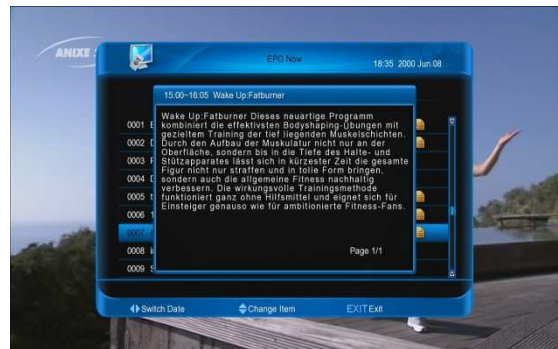 ANIXE
EPG Now
18:35 2000 Jun 08
15:00~16:05 Wake Up:Fatburner
Wake Up:Fatburner Dieses neuartige Programm
kombiniert die effektivsten Bodyshaping-Übungen mit
gezieltem Training der tief liegenden Muskelschichten.
Durch den Aufbau der Muskulatur nicht nur an der
Oberfläche, sondern bis in die Tiefe des Halte- und
Stützapparates lässt sich in kürzester Zeit die gesamte
Figur nicht nur straffen und in tolle Form bringen,
sondern auch die allgemeine Fitness nachhaltig
verbessern. Die wirkungsvolle Trainingsmethode
funktioniert ganz ohne Hilfsmittel und eignet sich für
Einsteiger genauso wie für ambitionierte Fitness-Fans.
Page 1/1
0001 E
0002
0003
0004
0005
0006
0007
0008
0009 S
Switch Date
Change Item
EXIT Exit